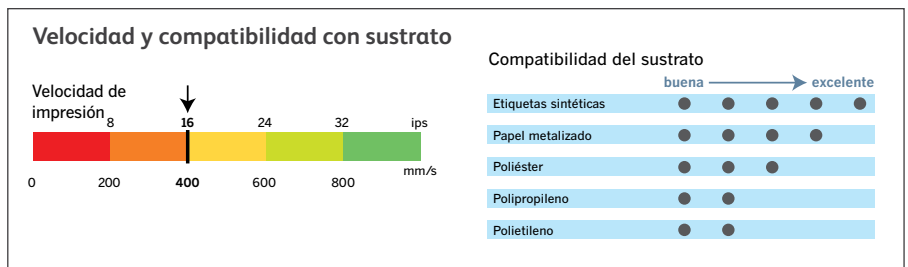 Velocidad y compatibilidad con sustrato
Velocidad de
impresión
8 16 24 32 ips
0 200 400 600 800 mm/s
Compatibilidad del sustrato
buena excelente
Etiquetas sintéticas
Papel metalizado
Poliéster
Polipropileno
Polietileno